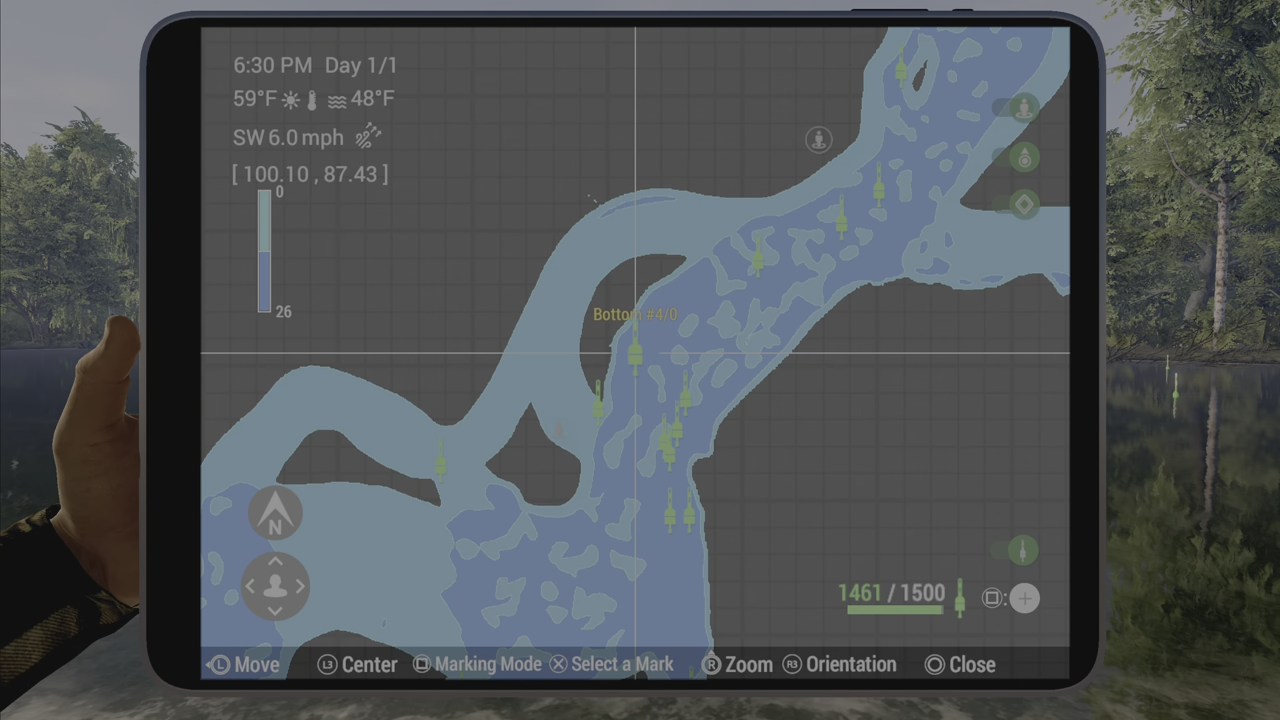 6:30 PM Day 1/1
59°F 48°F
SW 6.0 mph
[ 100.10 , 87.43 ]
0
26
Bottom #4/0
N
1461 / 1500
:
L Move
L3 Center
Marking Mode
Select a Mark
R Zoom
R3 Orientation
Close